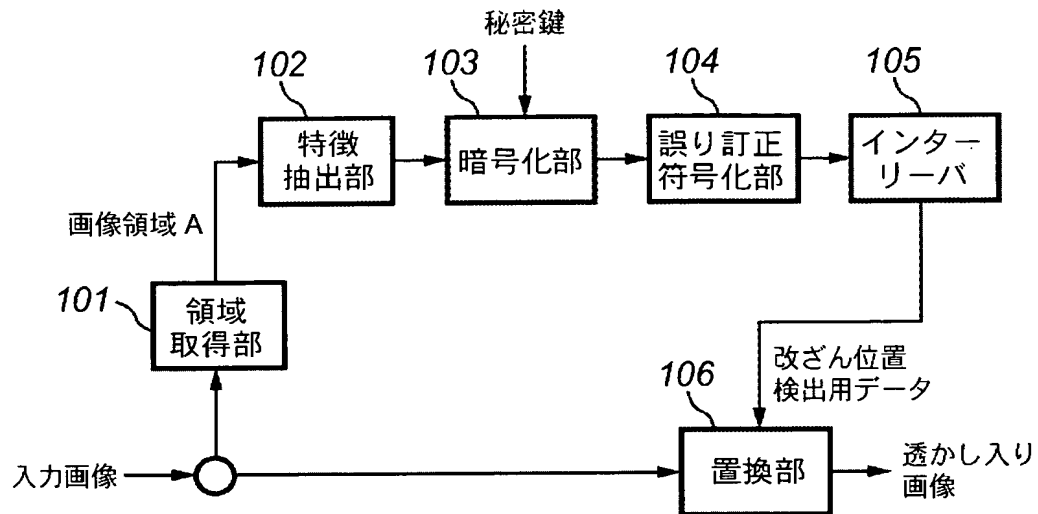 秘密鍵
102
103
104
105
特徴
抽出部
暗号化部
誤り訂正
符号化部
インター
リーバ
画像領域 A
101
領域
取得部
改ざん位置
検出用データ
106
入力画像
置換部
透かし入り
画像